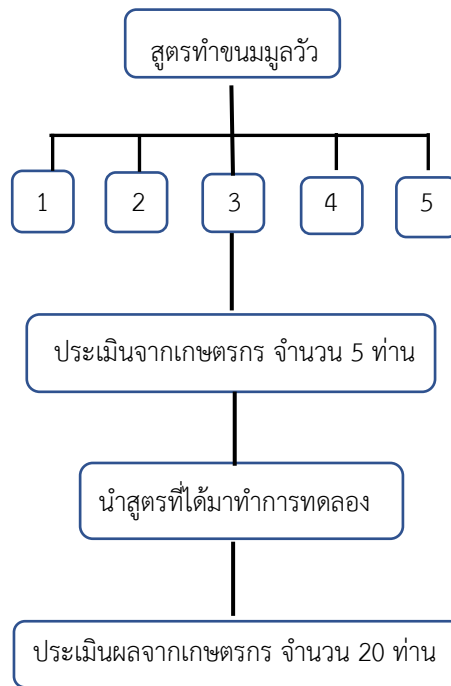 สูตรทำขนมมูลวัว
1 2 3 4 5
ประเมินจากเกษตรกร จำนวน 5 ท่าน
นำสูตรที่ได้มาทำการทดลอง
ประเมินผลจากเกษตรกร จำนวน 20 ท่าน